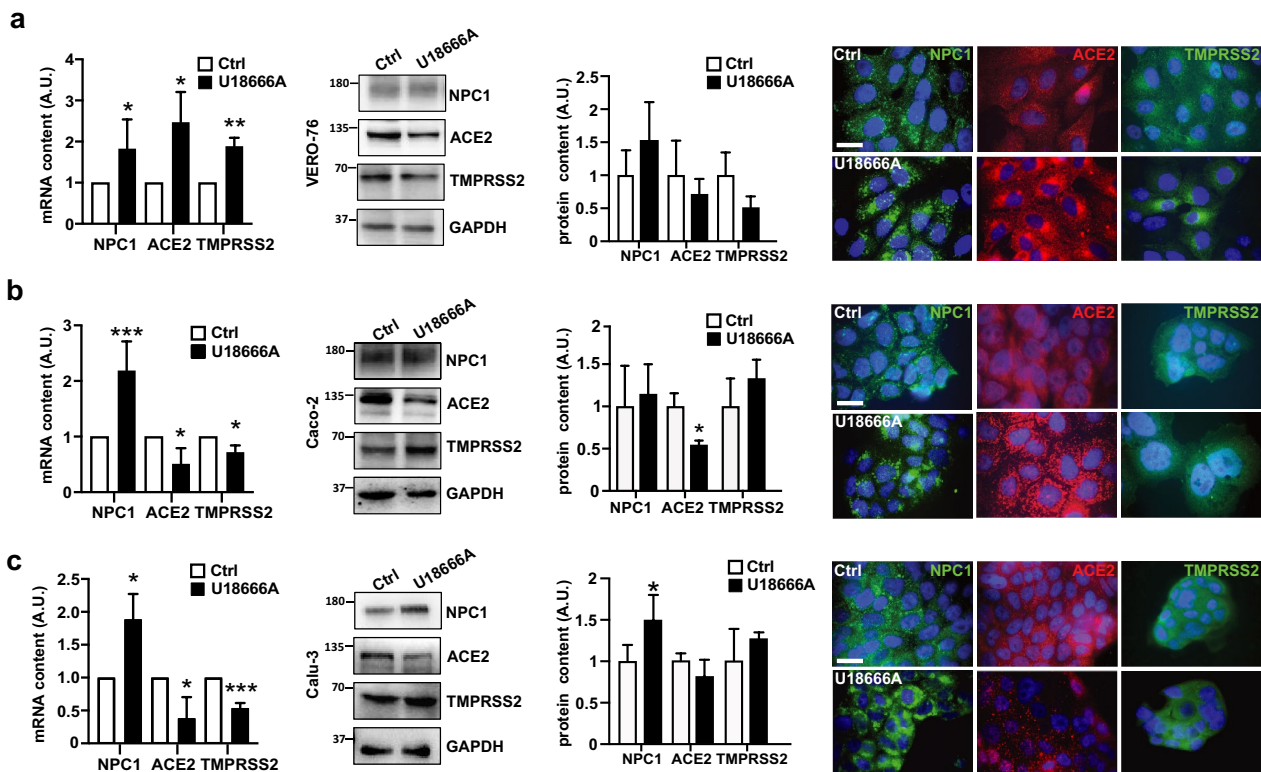 a
mRNA content (A.U.)
4
3
2
1
0
Ctrl
U18666A
*
*
**
NPC1 ACE2 TMPRSS2
VERO-76
Ctrl
U18666A
180
135
70
37
NPC1
ACE2
TMPRSS2
GAPDH
protein content (A.U.)
2.5
2.0
1.5
1.0
0.5
0
Ctrl
U18666A
NPC1 ACE2 TMPRSS2
Ctrl NPC1
ACE2
TMPRSS2
U18666A
b
mRNA content (A.U.)
3
2
1
0
Ctrl
U18666A
***
*
*
NPC1 ACE2 TMPRSS2
Caco-2
Ctrl
U18666A
180
135
70
37
NPC1
ACE2
TMPRSS2
GAPDH
protein content (A.U.)
2
1.5
1
0.5
0
Ctrl
U18666A
*
NPC1 ACE2 TMPRSS2
Ctrl NPC1
ACE2
TMPRSS2
U18666A
c
mRNA content (A.U.)
2.5
2.0
1.5
1.0
0.5
0
Ctrl
U18666A
*
*
***
NPC1 ACE2 TMPRSS2
Calu-3
Ctrl
U18666A
180
135
70
37
NPC1
ACE2
TMPRSS2
GAPDH
protein content (A.U.)
2
1.5
1
0.5
0
Ctrl
U18666A
*
NPC1 ACE2 TMPRSS2
Ctrl NPC1
ACE2
TMPRSS2
U18666A